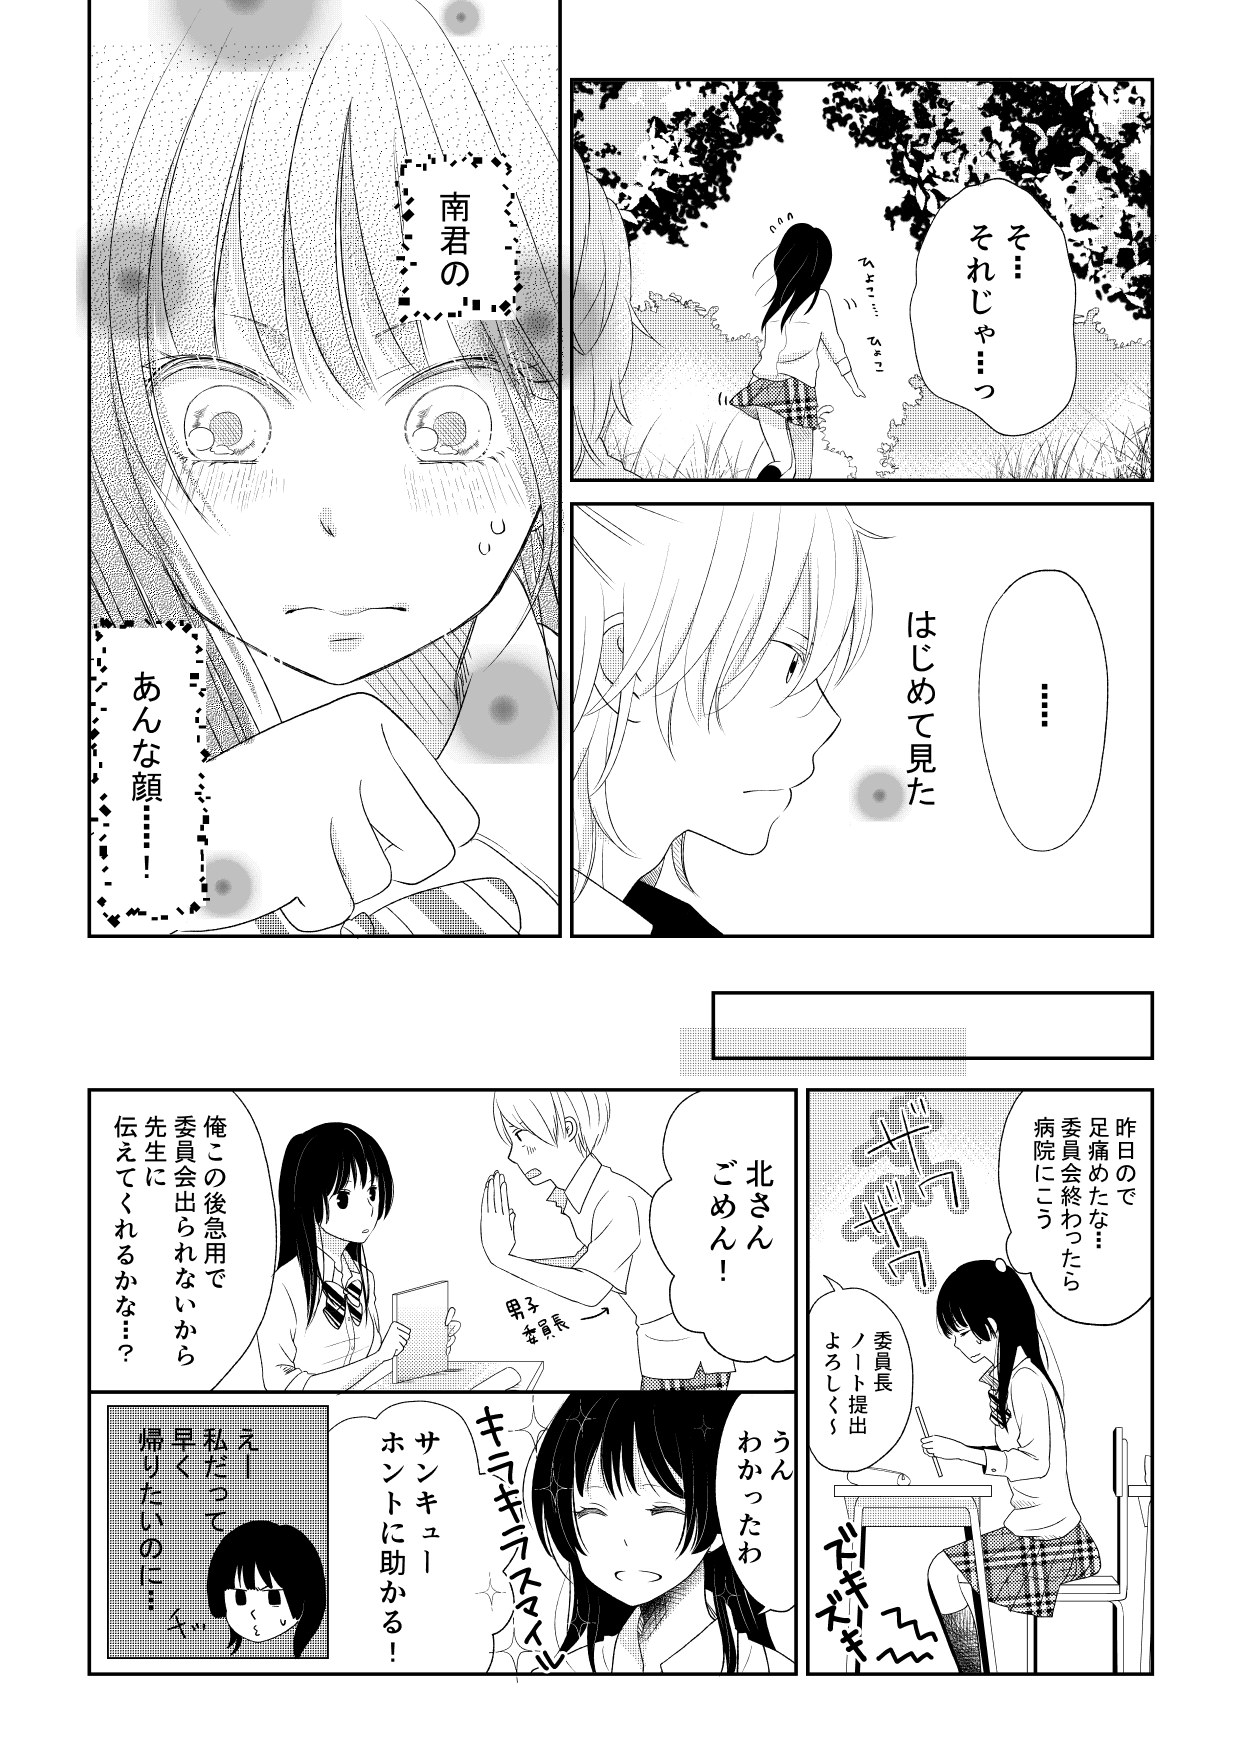 そ…
それじゃ…っ
ひょこ…
ひょこ
……
はじめて見た
南君の
あんな顔……！
昨日ので
足痛めたな…
委員会終わったら
病院にこう
ギギク
ギギク
委員長
ノート提出
よろしく～
ズキー
ズキ
北さん
ごめん！
男子
委員長
俺この後急用で
委員会出られないから
先生に
伝えてくれるかな…？
うん
わかったわ
キラキラスマイル
サンキュー
ホントに助かる！
えー
私だって
早く
帰りたいのに…